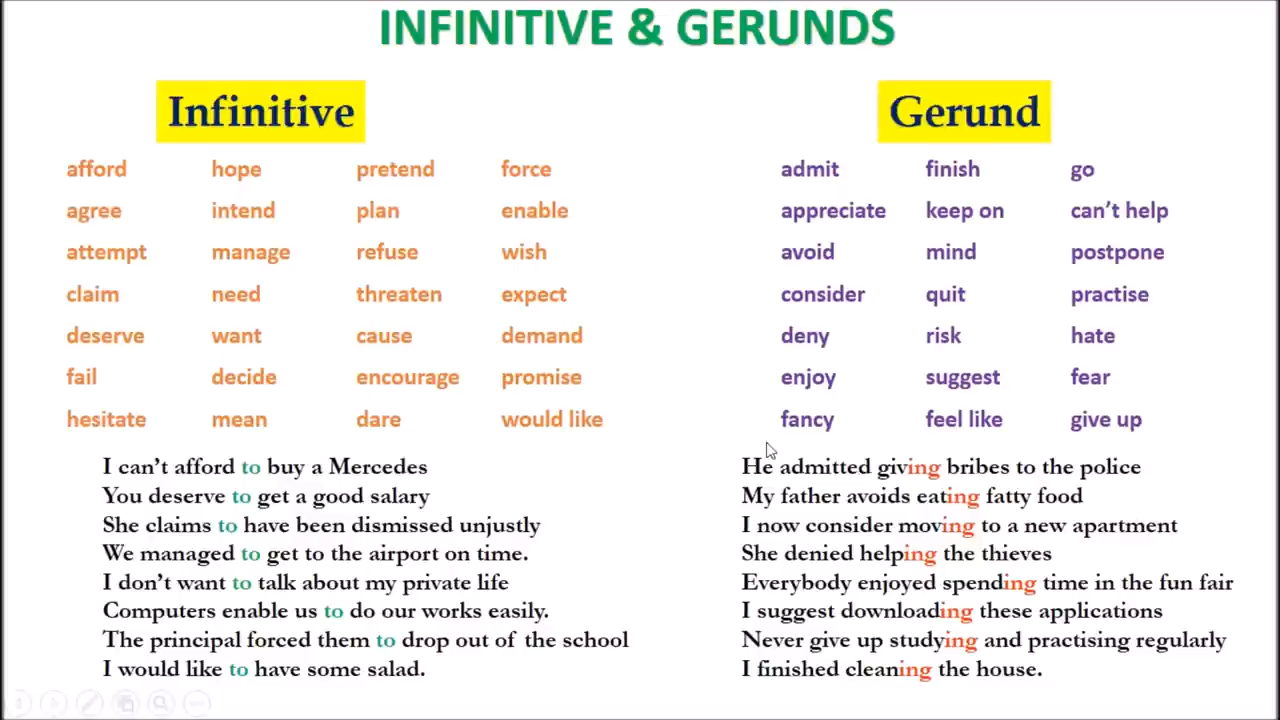 INFINITIVE & GERUNDS
Infinitive
afford hope pretend force
agree intend plan enable
attempt manage refuse wish
claim need threaten expect
deserve want cause demand
fail decide encourage promise
hesitate mean dare would like
I can't afford to buy a Mercedes
You deserve to get a good salary
She claims to have been dismissed unjustly
We managed to get to the airport on time.
I don't want to talk about my private life
Computers enable us to do our works easily.
The principal forced them to drop out of the school
I would like to have some salad.
Gerund
admit finish go
appreciate keep on can't help
avoid mind postpone
consider quit practise
deny risk hate
enjoy suggest fear
fancy feel like give up
He admitted giving bribes to the police
My father avoids eating fatty food
I now consider moving to a new apartment
She denied helping the thieves
Everybody enjoyed spending time in the fun fair
I suggest downloading these applications
Never give up studying and practising regularly
I finished cleaning the house.